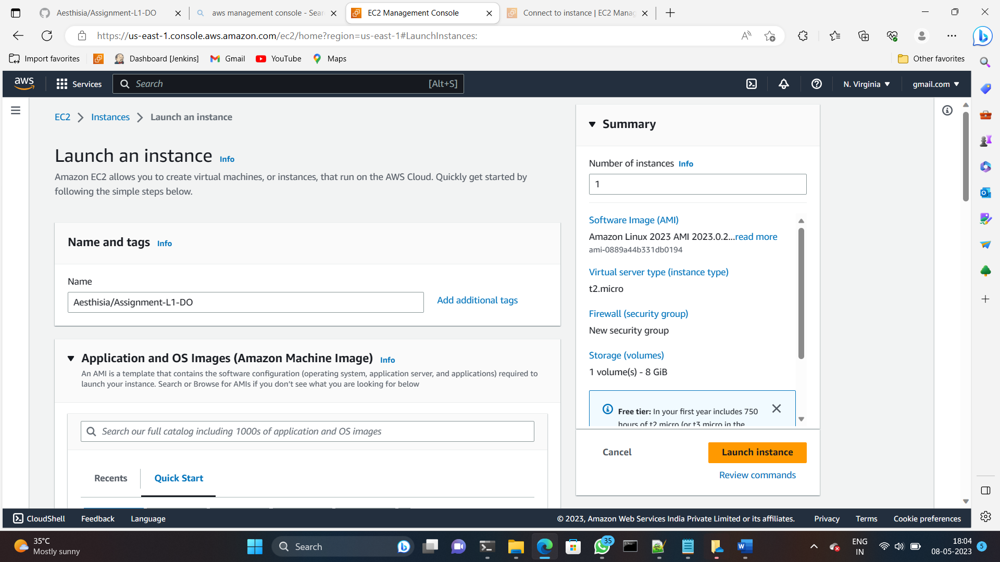 Aesthisia/Assignment-L1-DO
aws management console - Sear
EC2 Management Console
Connect to instance | EC2 Manag
https://us-east-1.console.aws.amazon.com/ec2/home?region=us-east-1#LaunchInstances:
Import favorites
Dashboard [Jenkins]
Gmail
YouTube
Maps
Other favorites
aws
Services
Search
[Alt+S]
N. Virginia
gmail.com
EC2
Instances
Launch an instance
Launch an instance Info
Amazon EC2 allows you to create virtual machines, or instances, that run on the AWS Cloud. Quickly get started by
following the simple steps below.
Name and tags Info
Name
Aesthisia/Assignment-L1-DO
Add additional tags
Application and OS Images (Amazon Machine Image) Info
An AMI is a template that contains the software configuration (operating system, application server, and applications) required to
launch your instance. Search or Browse for AMIs if you don’t see what you are looking for below
Search our full catalog including 1000s of application and OS images
Recents
Quick Start
Summary
Number of instances Info
1
Software Image (AMI)
Amazon Linux 2023 AMI 2023.0.2...read more
ami-0889a44b331db0194
Virtual server type (instance type)
t2.micro
Firewall (security group)
New security group
Storage (volumes)
1 volume(s) - 8 GiB
Free tier: In your first year includes 750
hours of t2.micro (or t3.micro in the
Cancel
Launch instance
Review commands
CloudShell
Feedback
Language
© 2023, Amazon Web Services India Private Limited or its affiliates.
Privacy
Terms
Cookie preferences
35°C
Mostly sunny
Search
35
ENG
IN
18:04
08-05-2023
5